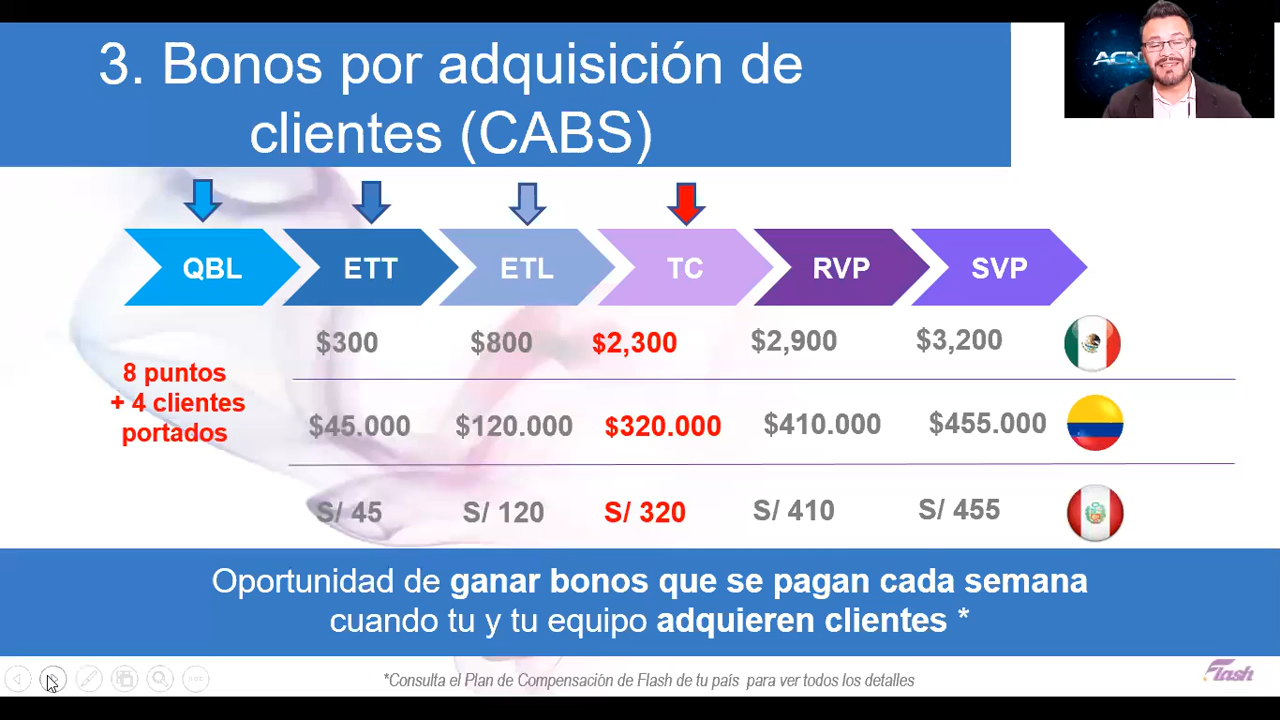 3. Bonos por adquisición de
clientes (CABS)
ACN
QBL
ETT
ETL
TC
RVP
SVP
$300
$800
$2,300
$2,900
$3,200
8 puntos
+ 4 clientes
portados
$45.000
$120.000
$320.000
$410.000
$455.000
S/ 45
S/ 120
S/ 320
S/ 410
S/ 455
Oportunidad de ganar bonos que se pagan cada semana
cuando tu y tu equipo adquieren clientes *
*Consulta el Plan de Compensación de Flash de tu país para ver todos los detalles
Flash